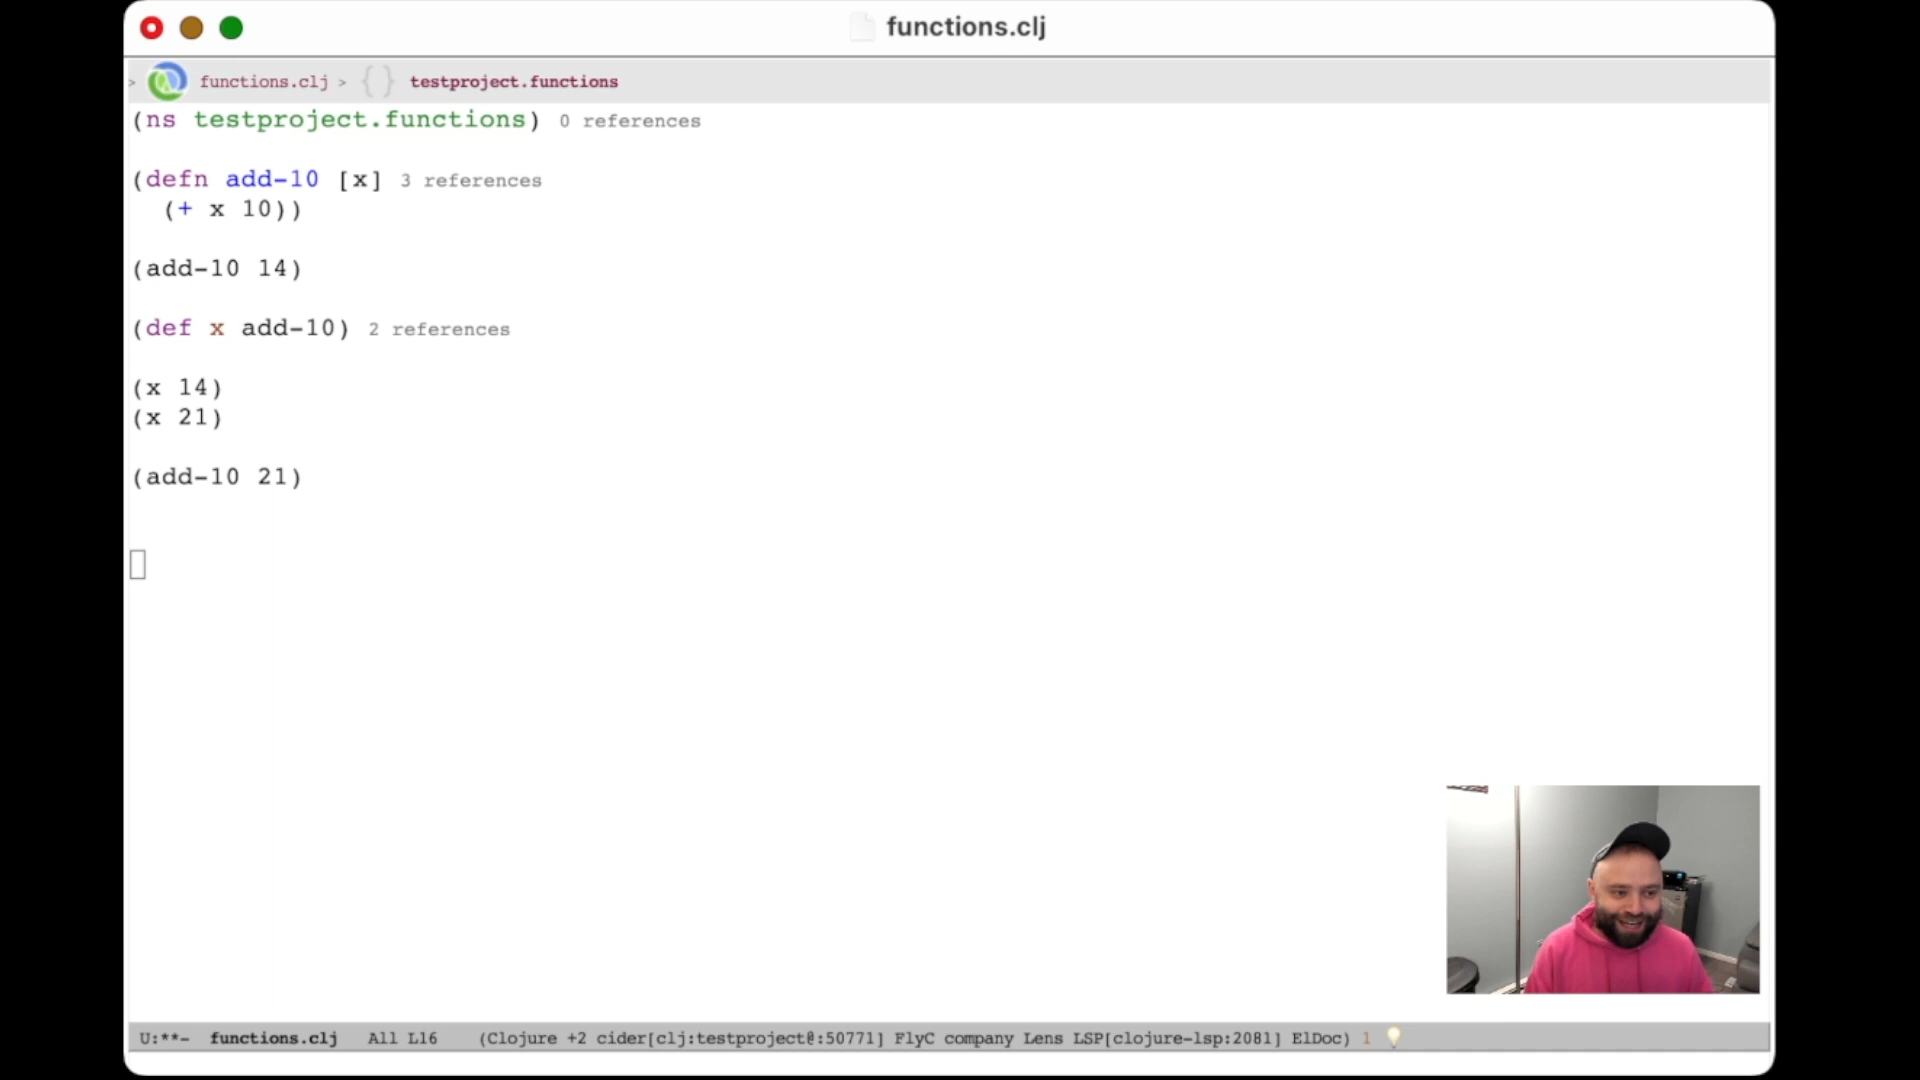 functions.clj
> functions.clj > { } testproject.functions
(ns testproject.functions) 0 references
(defn add-10 [x] 3 references
(+ x 10))
(add-10 14)
(def x add-10) 2 references
(x 14)
(x 21)
(add-10 21)
U:**- functions.clj All L16 (Clojure +2 cider[clj:testproject@:50771] FlyC company Lens LSP[clojure-lsp:2081] ElDoc) 1